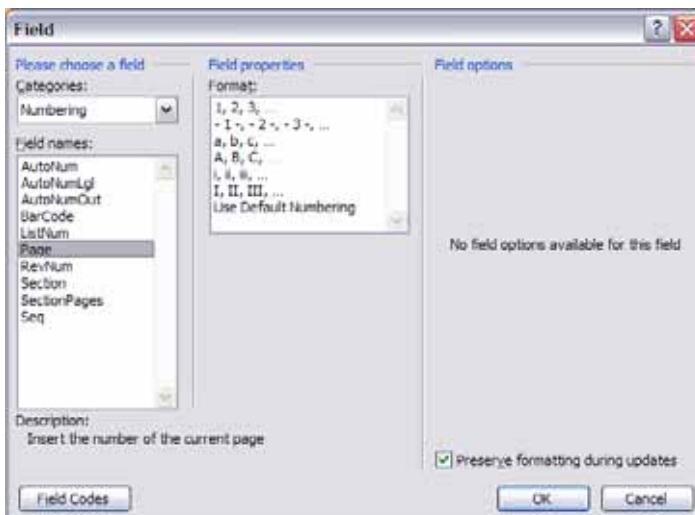 Field
Please choose a field
Categories:
Numbering
Field names:
AutoNum
AutoNumLgl
AutoNumOut
BarCode
ListNum
Page
RevNum
Section
SectionPages
Seq
Field properties
Format:
1, 2, 3, ...
- 1 -, - 2 -, - 3 -, ...
a, b, c, ...
A, B, C, ...
i, ii, iii, ...
I, II, III, ...
Use Default Numbering
Field options
No field options available for this field
Description:
Insert the number of the current page
Preserve formatting during updates
Field Codes
OK
Cancel